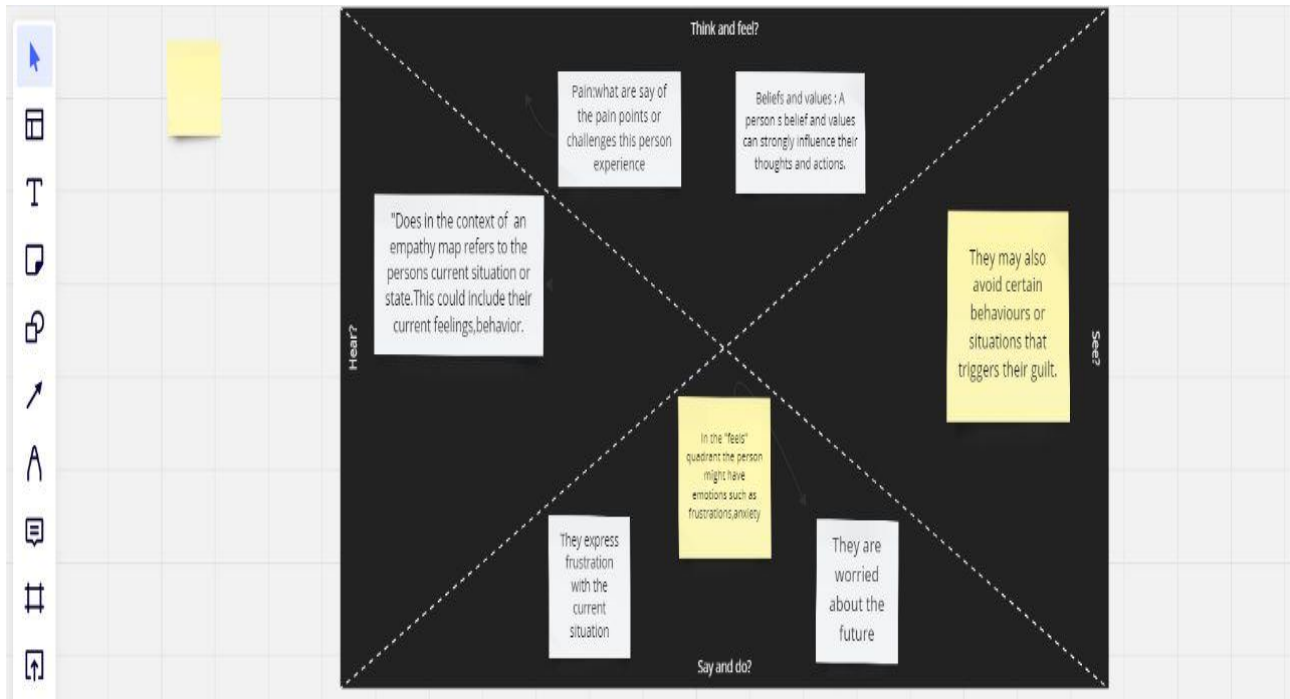 Think and feel?
Pain:what are say of
the pain points or
challenges this person
experience
Beliefs and values : A
person s belief and values
can strongly influence their
thoughts and actions.
"Does in the context of an
empathy map refers to the
persons current situation or
state.This could include their
current feelings,behavior.
Hear?
They may also
avoid certain
behaviours or
situations that
triggers their guilt.
See?
In the "feels"
quadrant the person
might have
emotions such as
frustrations,anxiety
They express
frustration
with the
current
situation
They are
worried
about the
future
Say and do?